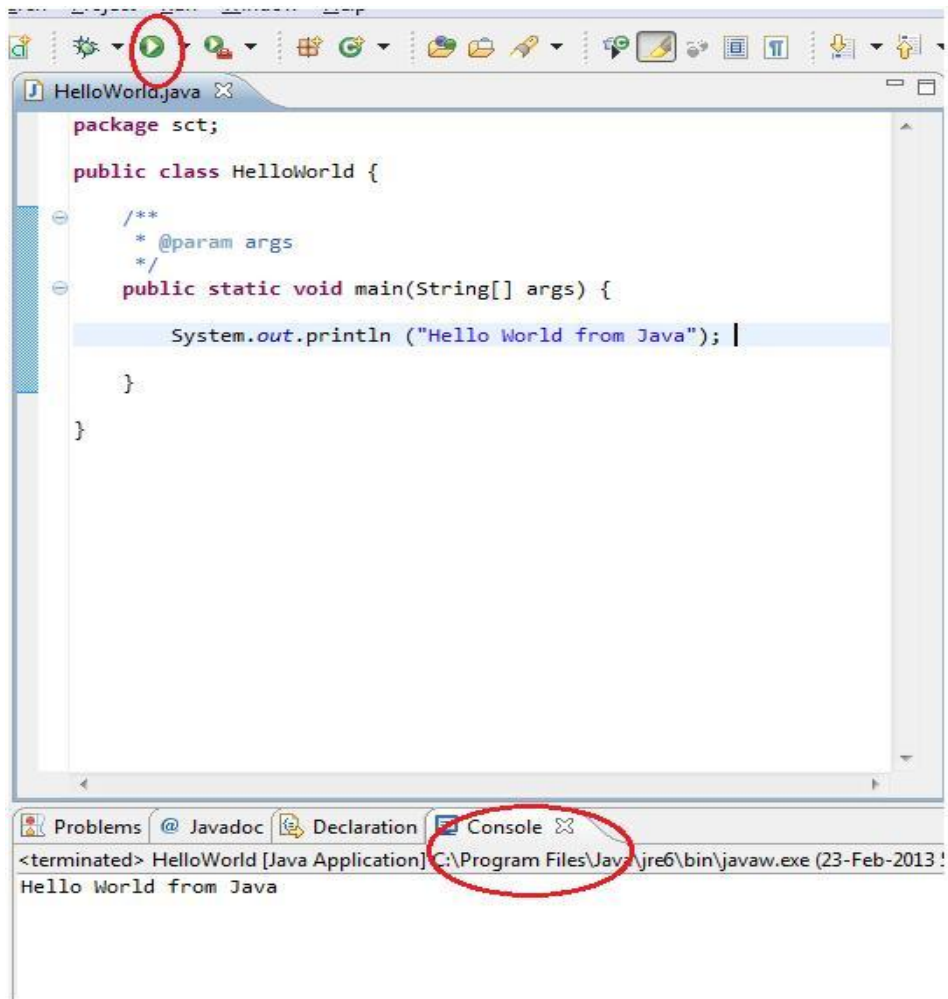 HelloWorld.java
package sct;
public class HelloWorld {
/**
* @param args
*/
public static void main(String[] args) {
System.out.println ("Hello World from Java");
}
}
Problems @ Javadoc Declaration Console
<terminated> HelloWorld [Java Application] C:\Program Files\Java\jre6\bin\javaw.exe (23-Feb-2013
Hello World from Java